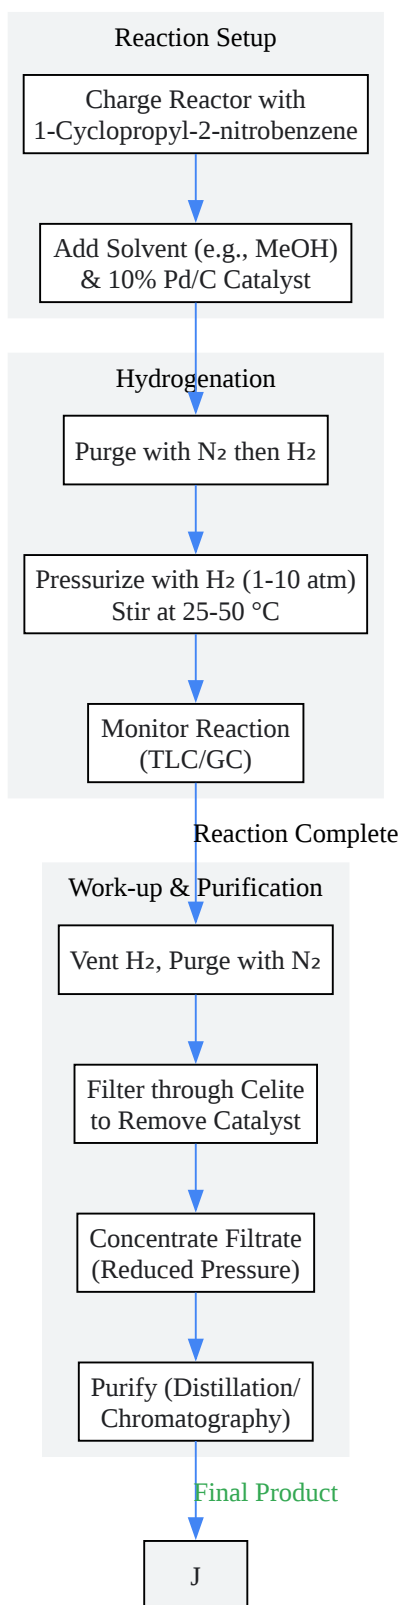 Reaction Setup
Charge Reactor with
1-Cyclopropyl-2-nitrobenzene
Add Solvent (e.g., MeOH)
& 10% Pd/C Catalyst
Hydrogenation
Purge with N₂ then H₂
Pressurize with H₂ (1-10 atm)
Stir at 25-50 °C
Monitor Reaction
(TLC/GC)
Reaction Complete
Work-up & Purification
Vent H₂, Purge with N₂
Filter through Celite
to Remove Catalyst
Concentrate Filtrate
(Reduced Pressure)
Purify (Distillation/
Chromatography)
Final Product
J